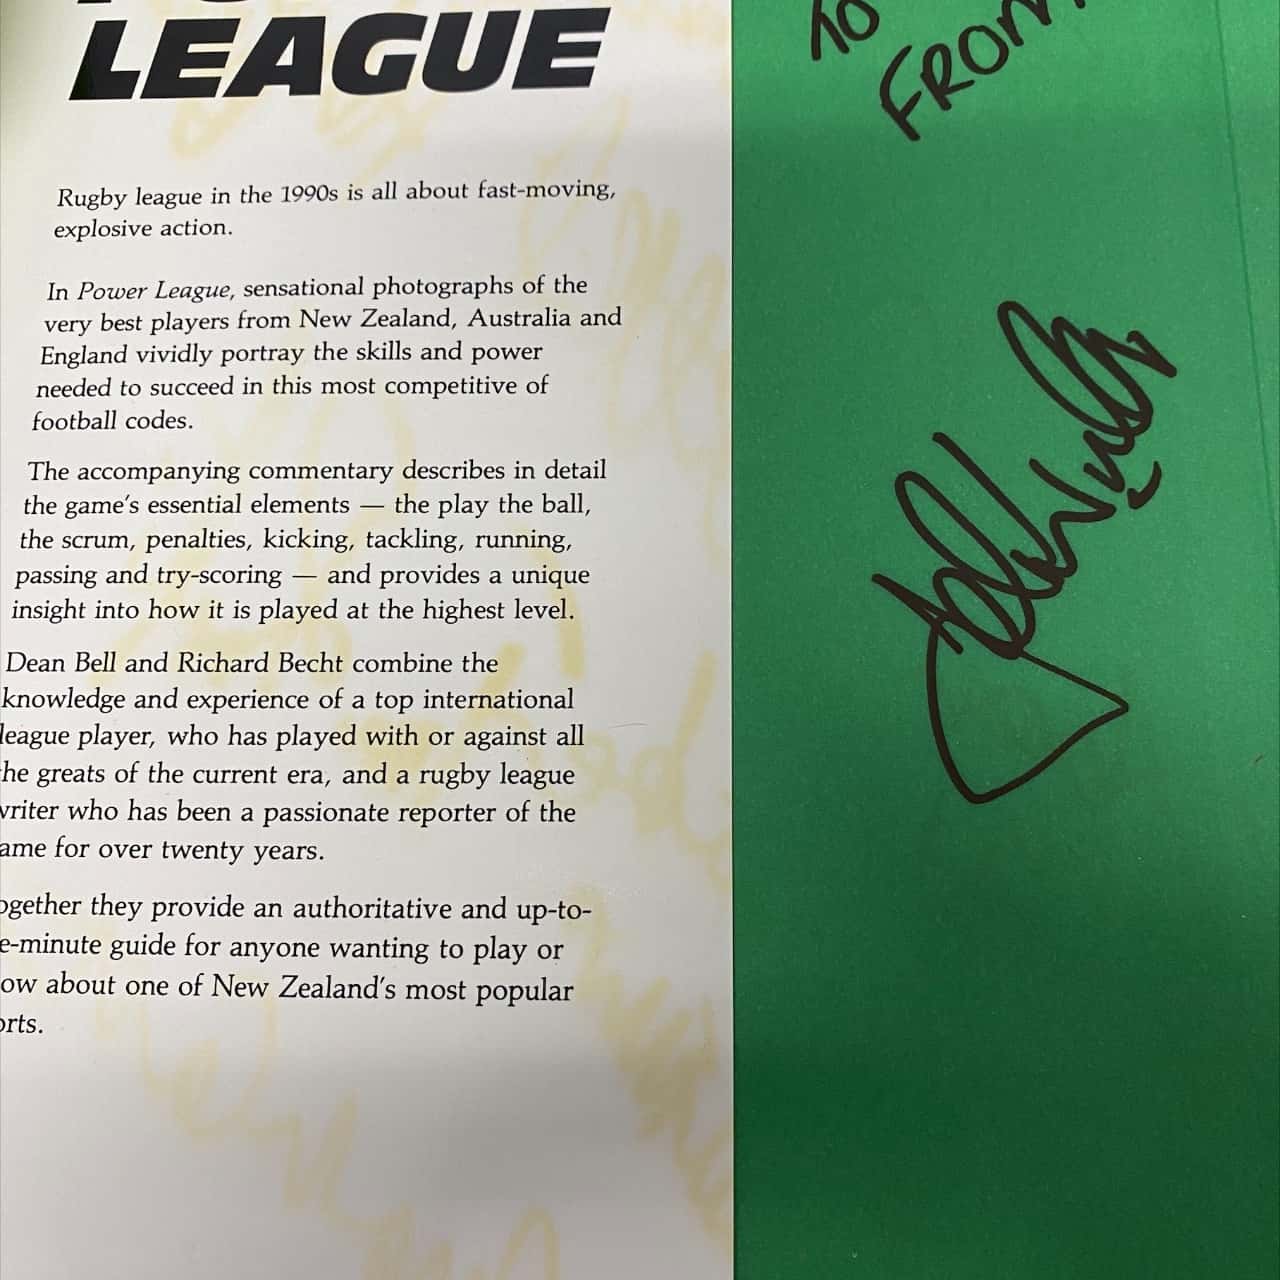 LEAGUE
Rugby league in the 1990s is all about fast-moving,
explosive action.
In Power League, sensational photographs of the
very best players from New Zealand, Australia and
England vividly portray the skills and power
needed to succeed in this most competitive of
football codes.
The accompanying commentary describes in detail
the game's essential elements — the play the ball,
the scrum, penalties, kicking, tackling, running,
passing and try-scoring — and provides a unique
insight into how it is played at the highest level.
Dean Bell and Richard Becht combine the
knowledge and experience of a top international
league player, who has played with or against all
he greats of the current era, and a rugby league
writer who has been a passionate reporter of the
ame for over twenty years.
ogether they provide an authoritative and up-to-
e-minute guide for anyone wanting to play or
ow about one of New Zealand's most popular
orts.
TO
FROM